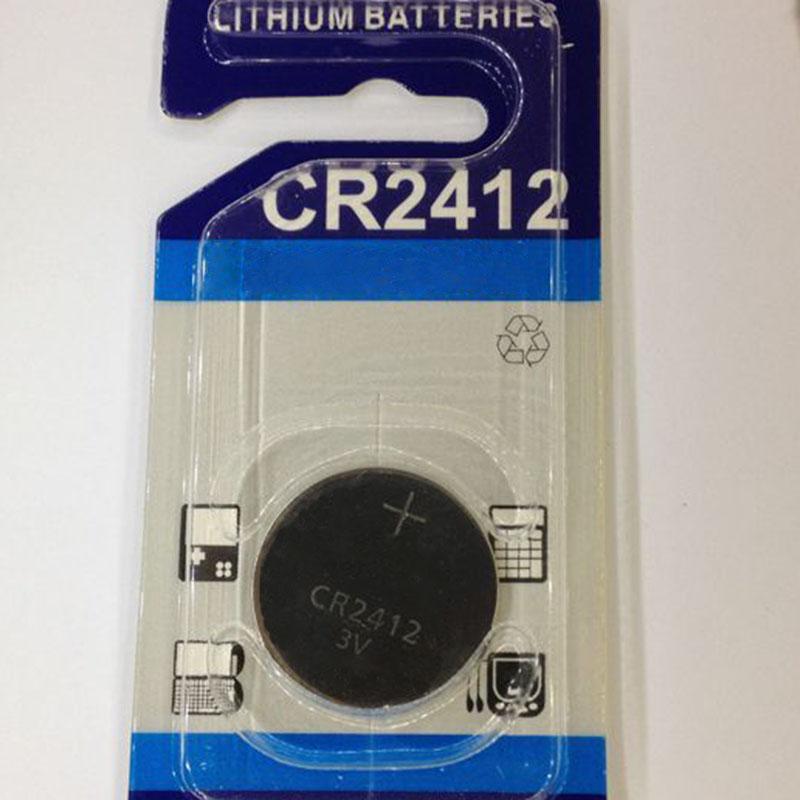 LITHIUM BATTERIES
CR2412
+
CR2412
3V